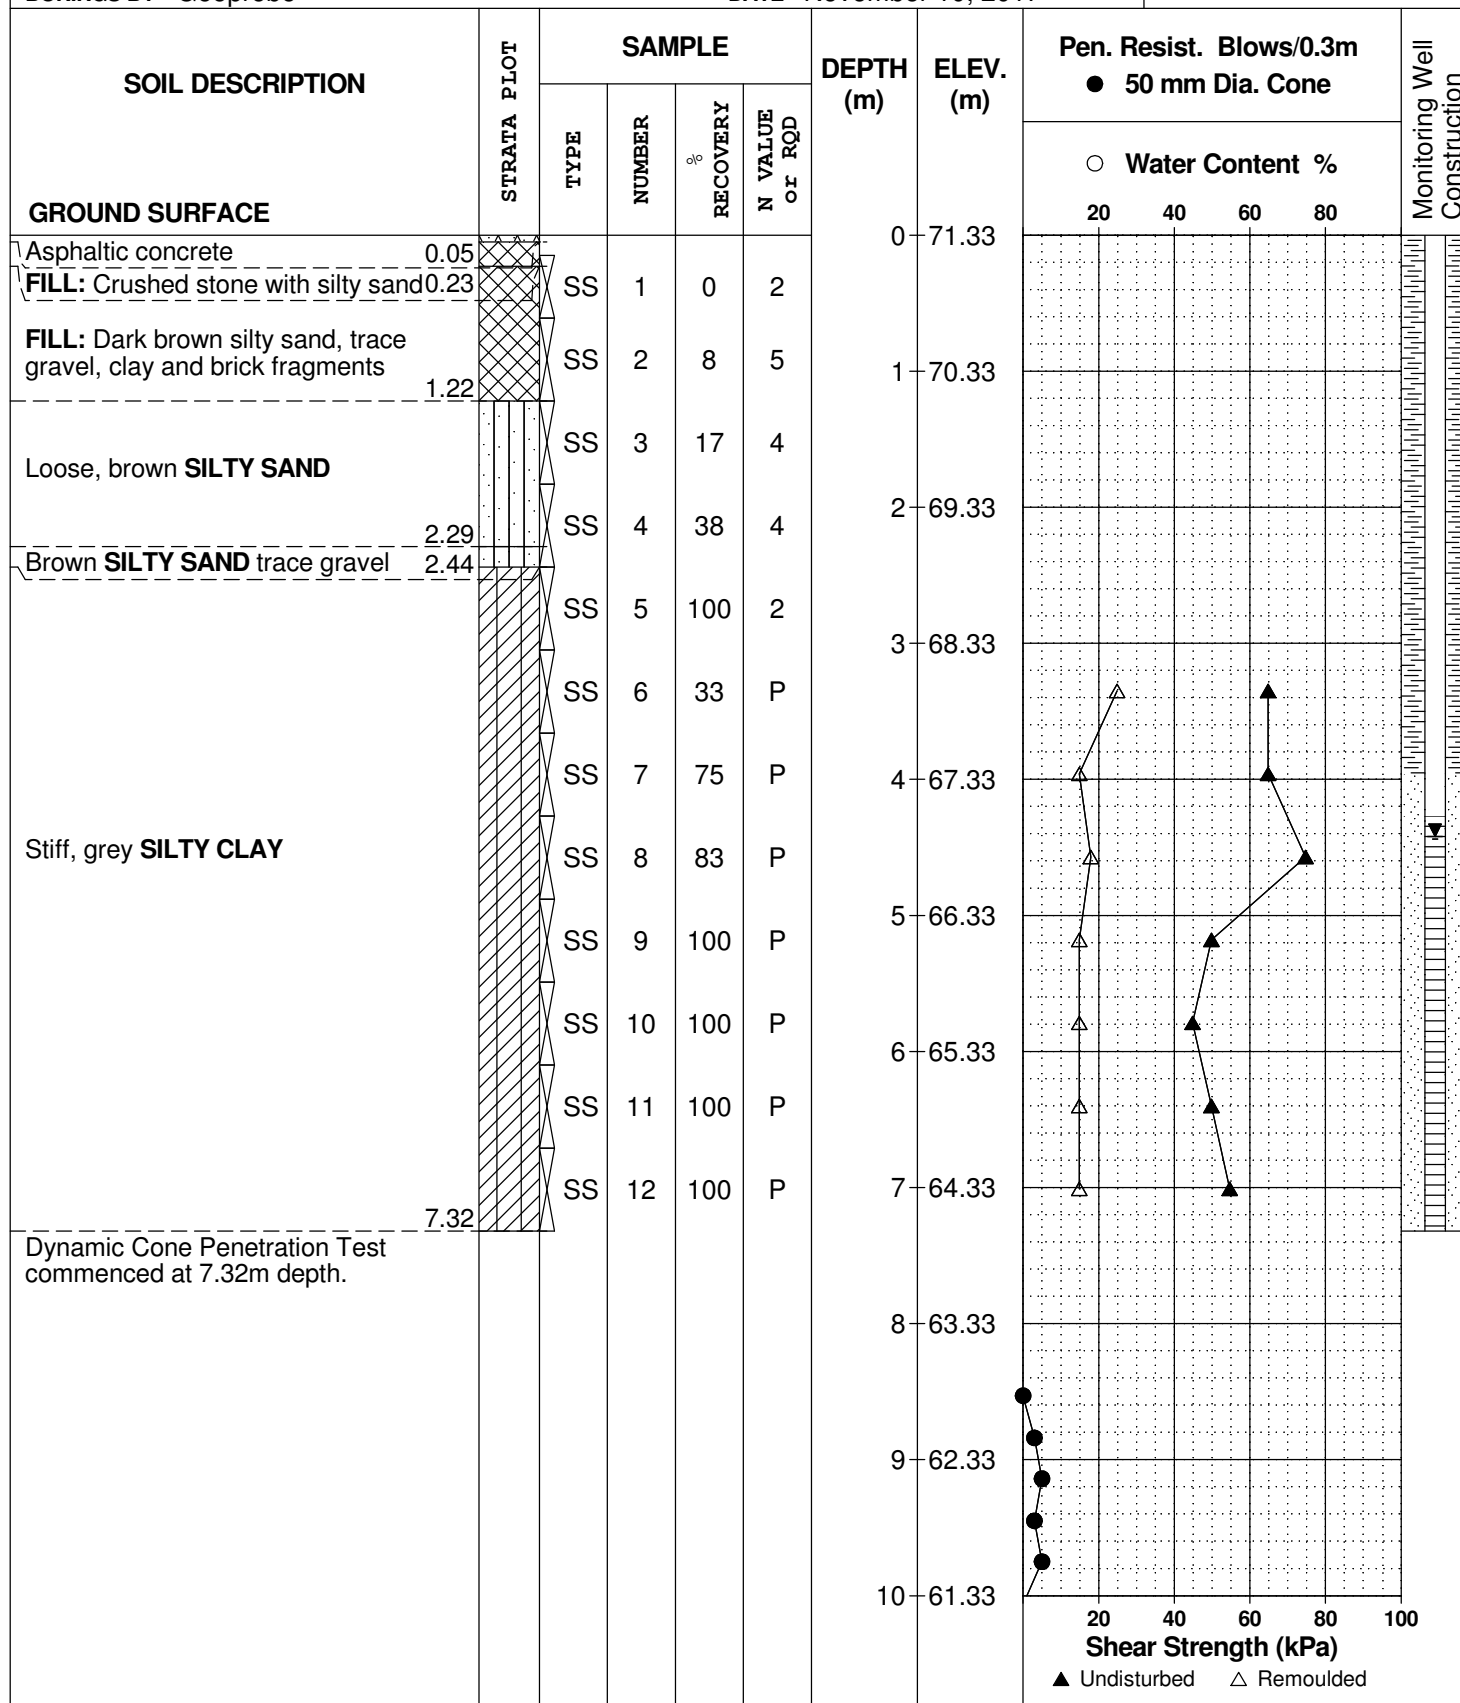 SOIL DESCRIPTION
GROUND SURFACE
STRATA PLOT
SAMPLE
TYPE
NUMBER
% RECOVERY
N VALUE or RQD
DEPTH (m)
ELEV. (m)
Pen. Resist. Blows/0.3m
● 50 mm Dia. Cone
○ Water Content %
20 40 60 80
Monitoring Well Construction
Asphaltic concrete 0.05
FILL: Crushed stone with silty sand 0.23
FILL: Dark brown silty sand, trace
gravel, clay and brick fragments
1.22
Loose, brown SILTY SAND
2.29
Brown SILTY SAND trace gravel 2.44
Stiff, grey SILTY CLAY
7.32
Dynamic Cone Penetration Test
commenced at 7.32m depth.
SS 1 0 2
SS 2 8 5
SS 3 17 4
SS 4 38 4
SS 5 100 2
SS 6 33 P
SS 7 75 P
SS 8 83 P
SS 9 100 P
SS 10 100 P
SS 11 100 P
SS 12 100 P
0 71.33
1 70.33
2 69.33
3 68.33
4 67.33
5 66.33
6 65.33
7 64.33
8 63.33
9 62.33
10 61.33
20 40 60 80 100
Shear Strength (kPa)
▲ Undisturbed △ Remoulded